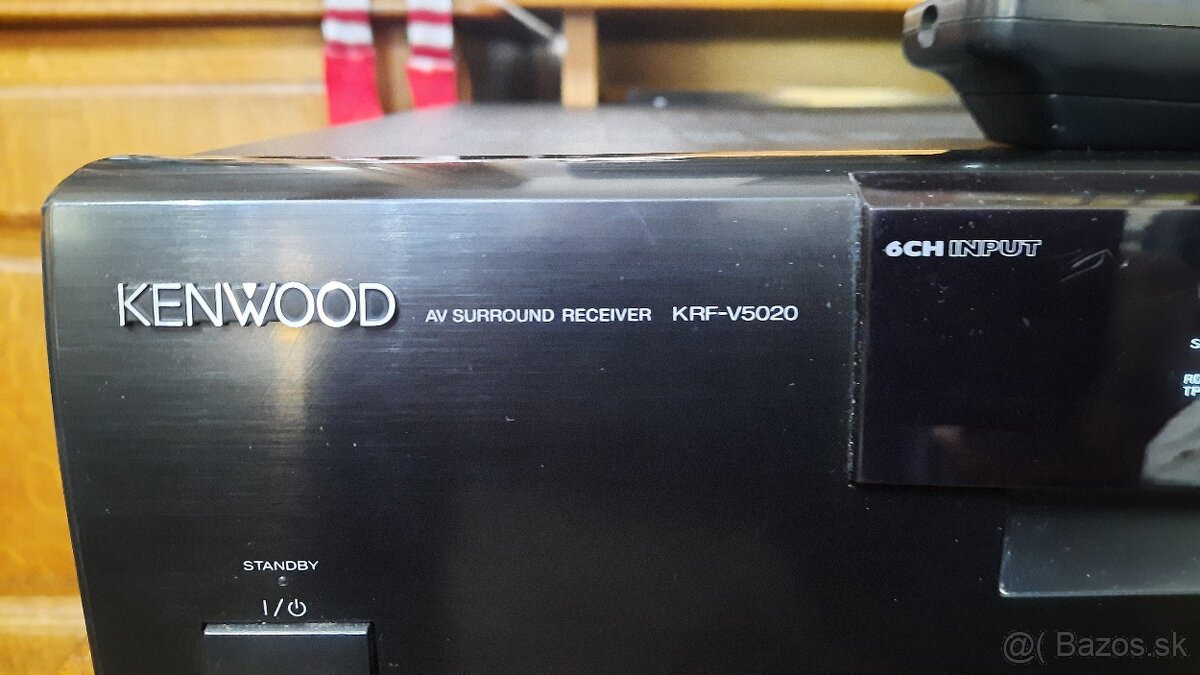 6CH INPUT
KENWOOD AV SURROUND RECEIVER KRF-V5020
STANDBY
I/⏻
@( Bazos.sk